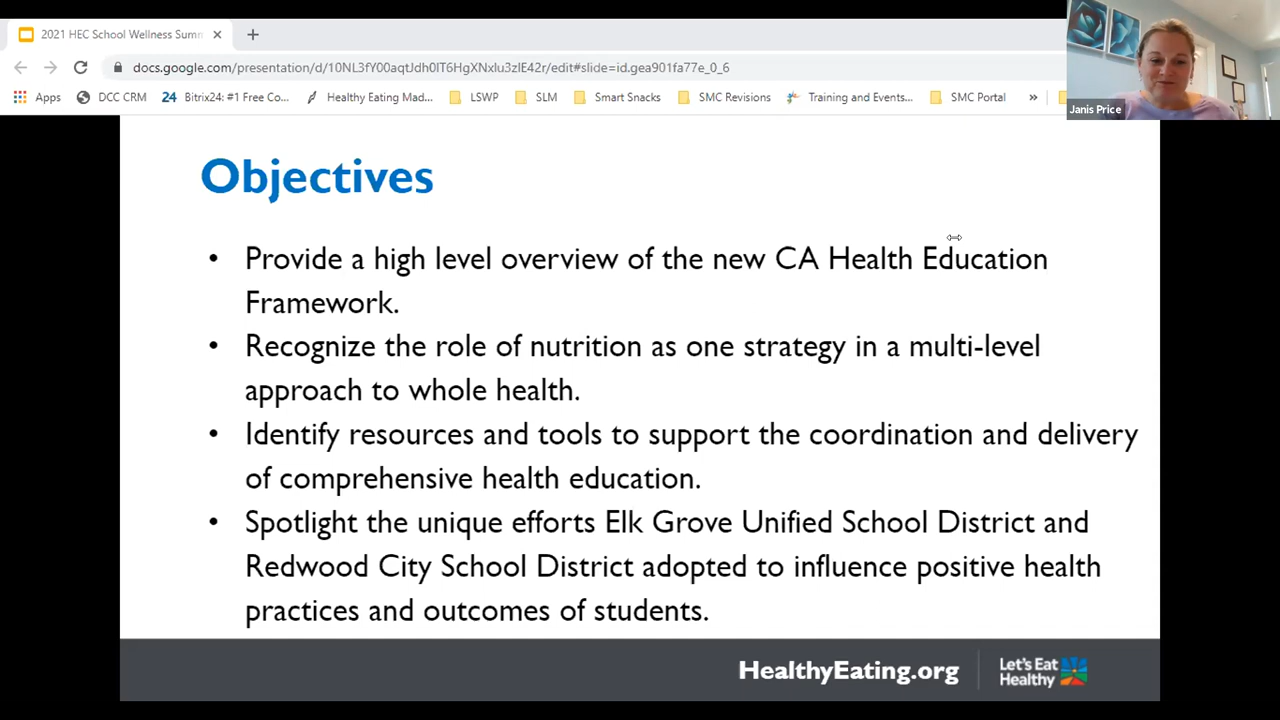 2021 HEC School Wellness Summ
docs.google.com/presentation/d/10NL3fY00aqtJdh0lT6HgXNxlu3zlE42r/edit#slide=id.gea901fa77e_0_6
Apps DCC CRM 24 Bitrix24: #1 Free Co... Healthy Eating Mad... LSWP SLM Smart Snacks SMC Revisions Training and Events... SMC Portal »
Janis Price
Objectives
• Provide a high level overview of the new CA Health Education
Framework.
• Recognize the role of nutrition as one strategy in a multi-level
approach to whole health.
• Identify resources and tools to support the coordination and delivery
of comprehensive health education.
• Spotlight the unique efforts Elk Grove Unified School District and
Redwood City School District adopted to influence positive health
practices and outcomes of students.
HealthyEating.org
Let's Eat
Healthy